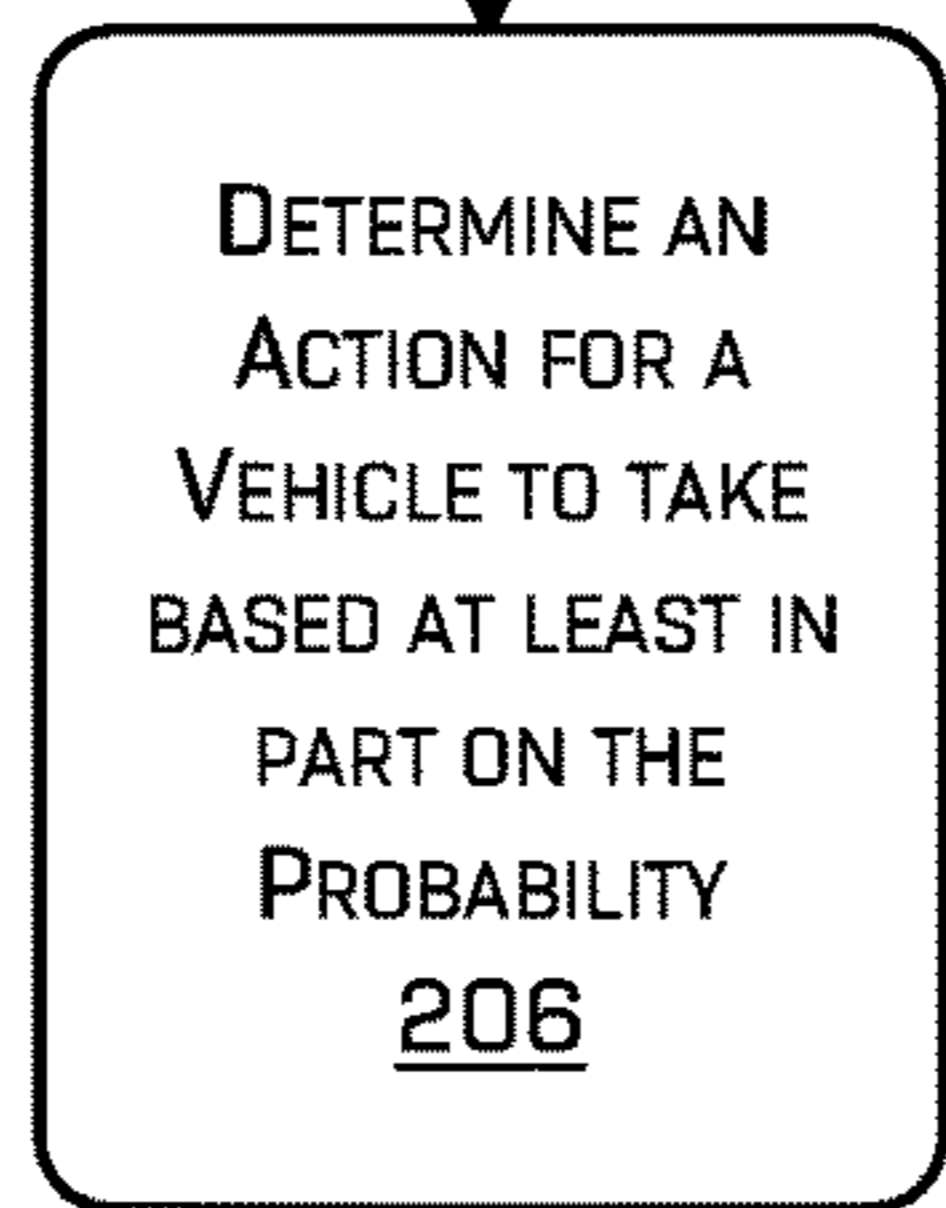 Determine an
Action for a
Vehicle to take
based at least in
part on the
Probability
206